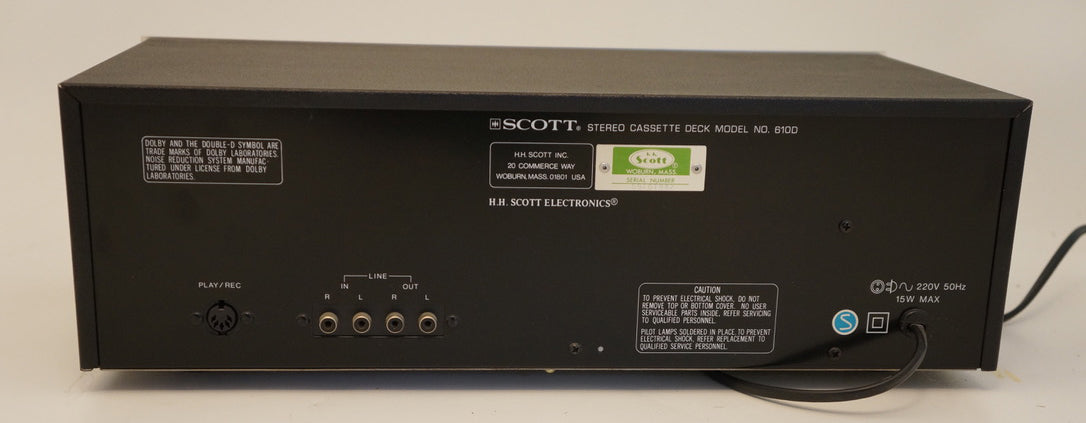 SCOTT® STEREO CASSETTE DECK MODEL NO. 610D
DOLBY AND THE DOUBLE-D SYMBOL ARE
TRADE MARKS OF DOLBY LABORATORIES.
NOISE REDUCTION SYSTEM MANUFAC-
TURED UNDER LICENSE FROM DOLBY
LABORATORIES.
H.H. SCOTT INC.
20 COMMERCE WAY
WOBURN, MASS. 01801 USA
H.H.
Scott®
WOBURN, MASS.
SERIAL NUMBER
H.H. SCOTT ELECTRONICS®
PLAY/REC
LINE
IN OUT
R L R L
CAUTION
TO PREVENT ELECTRICAL SHOCK, DO NOT
REMOVE TOP OR BOTTOM COVER. NO USER
SERVICEABLE PARTS INSIDE. REFER SERVICING
TO QUALIFIED PERSONNEL.
PILOT LAMPS SOLDERED IN PLACE. TO PREVENT
ELECTRICAL SHOCK, REFER REPLACEMENT TO
QUALIFIED SERVICE PERSONNEL.
220V 50Hz
15W MAX
S